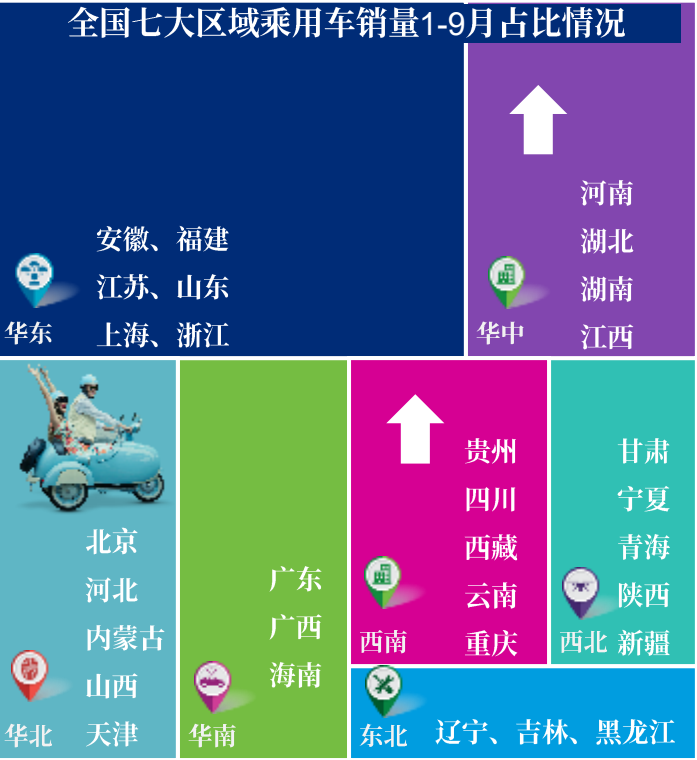 全国七大区域乘用车销量1-9月占比情况
安徽、福建
江苏、山东
上海、浙江
华东
河南
湖北
湖南
江西
华中
北京
河北
内蒙古
山西
天津
华北
广东
广西
海南
华南
贵州
四川
西藏
云南
重庆
西南
甘肃
宁夏
青海
陕西
新疆
西北
辽宁、吉林、黑龙江
东北